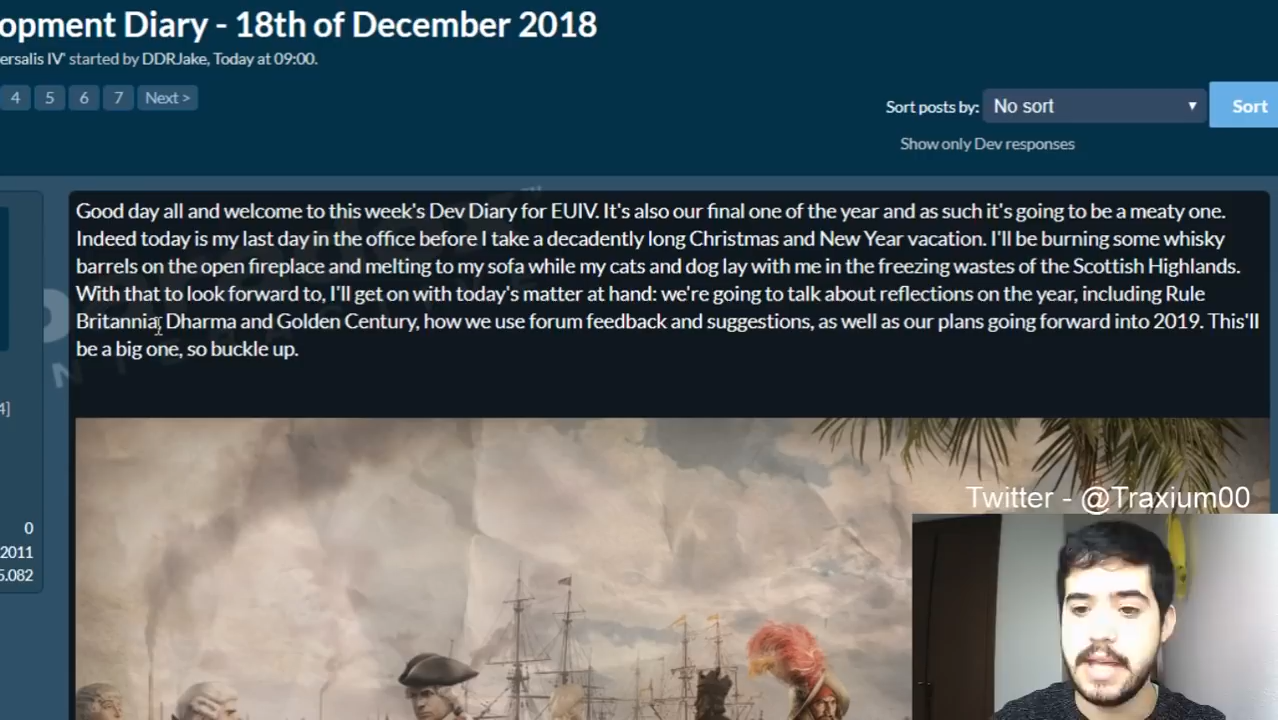 opment Diary - 18th of December 2018
ersalis IV' started by DDRJake, Today at 09:00.
4 5 6 7 Next >
Sort posts by: No sort Sort
Show only Dev responses
Good day all and welcome to this week's Dev Diary for EUIV. It's also our final one of the year and as such it's going to be a meaty one.
Indeed today is my last day in the office before I take a decadently long Christmas and New Year vacation. I'll be burning some whisky
barrels on the open fireplace and melting to my sofa while my cats and dog lay with me in the freezing wastes of the Scottish Highlands.
With that to look forward to, I'll get on with today's matter at hand: we're going to talk about reflections on the year, including Rule
Britannia, Dharma and Golden Century, how we use forum feedback and suggestions, as well as our plans going forward into 2019. This'll
be a big one, so buckle up.
4]
0
2011
5.082
Twitter - @Traxium00